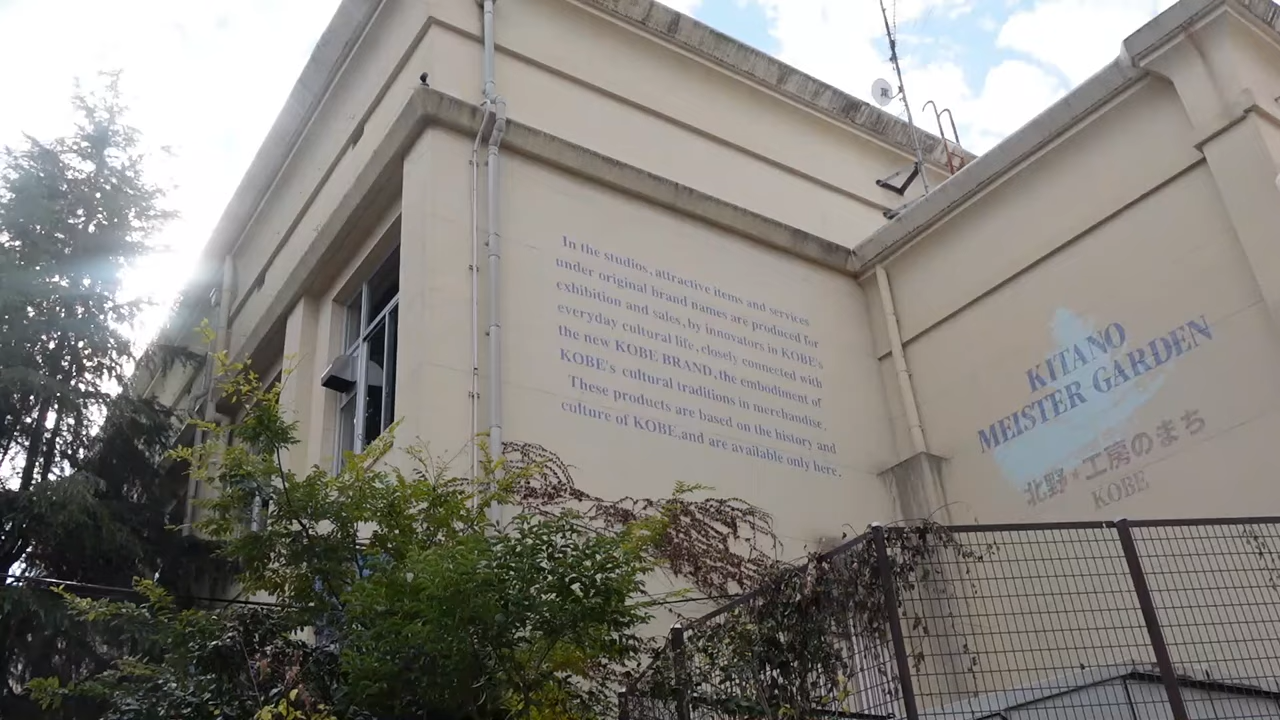 In the studios, attractive items and services
under original brand names are produced for
exhibition and sales, by innovators in KOBE's
everyday cultural life, closely connected with
the new KOBE BRAND, the embodiment of
KOBE's cultural traditions in merchandise.
These products are based on the history and
culture of KOBE, and are available only here.
KITANO
MEISTER GARDEN
北野・工房のまち
KOBE